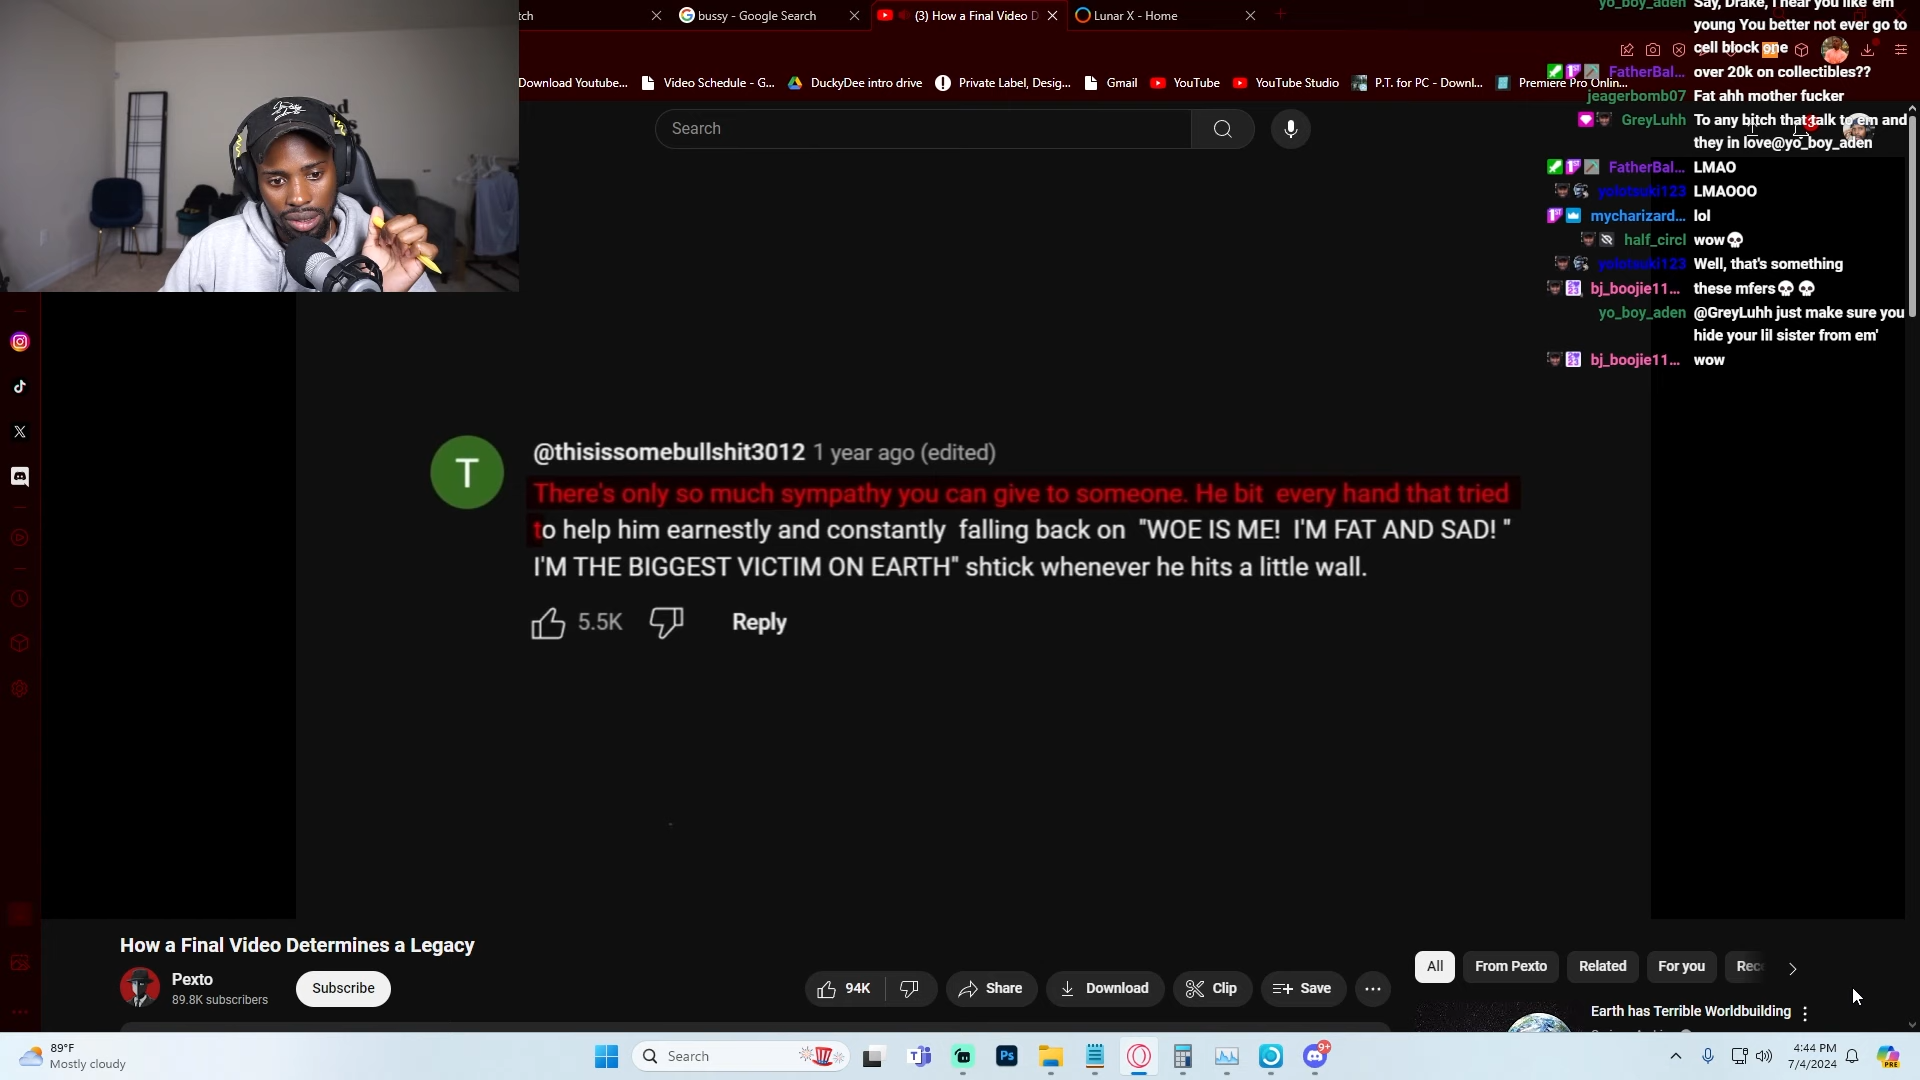 tch
bussy - Google Search
(3) How a Final Video D
Lunar X - Home
Download Youtube...
Video Schedule - G...
DuckyDee intro drive
Private Label, Desig...
Gmail
YouTube
YouTube Studio
P.T. for PC - Downl...
Premiere Pro Onlin...
Search
yo_boy_aden Say, Drake, I hear you like 'em
young You better not ever go to
cell block one
FatherBal... over 20k on collectibles??
jeagerbomb07 Fat ahh mother fucker
GreyLuhh To any bitch that talk to em and
they in love@yo_boy_aden
FatherBal... LMAO
yolotsuki123 LMAOOO
mycharizard... lol
half_circl wow💀
yolotsuki123 Well, that's something
bj_boojie11... these mfers💀 💀
yo_boy_aden @GreyLuhh just make sure you
hide your lil sister from em'
bj_boojie11... wow
T
@thisissomebullshit3012 1 year ago (edited)
There's only so much sympathy you can give to someone. He bit every hand that tried
to help him earnestly and constantly falling back on "WOE IS ME! I'M FAT AND SAD! "
I'M THE BIGGEST VICTIM ON EARTH" shtick whenever he hits a little wall.
5.5K Reply
How a Final Video Determines a Legacy
Pexto
89.8K subscribers
Subscribe
94K
Share
Download
Clip
Save
All
From Pexto
Related
For you
Rece
Earth has Terrible Worldbuilding
89°F
Mostly cloudy
Search
Ps
9+
4:44 PM
7/4/2024
PRE